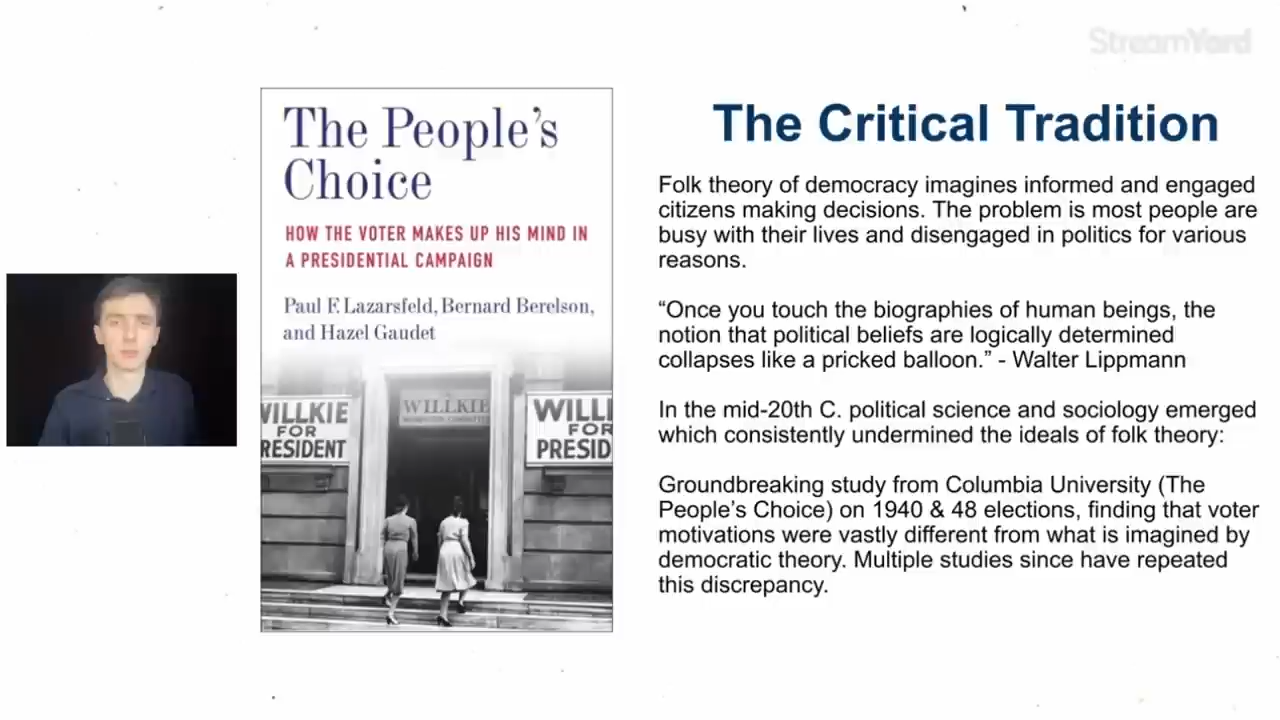 StreamYard
The People's
Choice
HOW THE VOTER MAKES UP HIS MIND IN
A PRESIDENTIAL CAMPAIGN
Paul F. Lazarsfeld, Bernard Berelson,
and Hazel Gaudet
WILLKIE
FOR
RESIDENT
WILLKIE
WILL
FOR
PRESID
The Critical Tradition
Folk theory of democracy imagines informed and engaged
citizens making decisions. The problem is most people are
busy with their lives and disengaged in politics for various
reasons.
“Once you touch the biographies of human beings, the
notion that political beliefs are logically determined
collapses like a pricked balloon.” - Walter Lippmann
In the mid-20th C. political science and sociology emerged
which consistently undermined the ideals of folk theory:
Groundbreaking study from Columbia University (The
People’s Choice) on 1940 & 48 elections, finding that voter
motivations were vastly different from what is imagined by
democratic theory. Multiple studies since have repeated
this discrepancy.